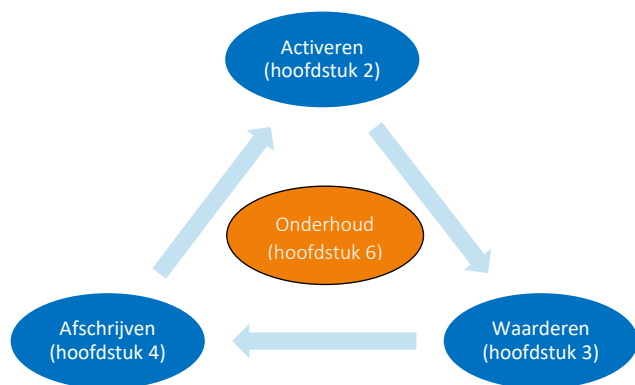 Activeren
(hoofdstuk 2)
Onderhoud
(hoofdstuk 6)
Afschrijven
(hoofdstuk 4)
Waarderen
(hoofdstuk 3)